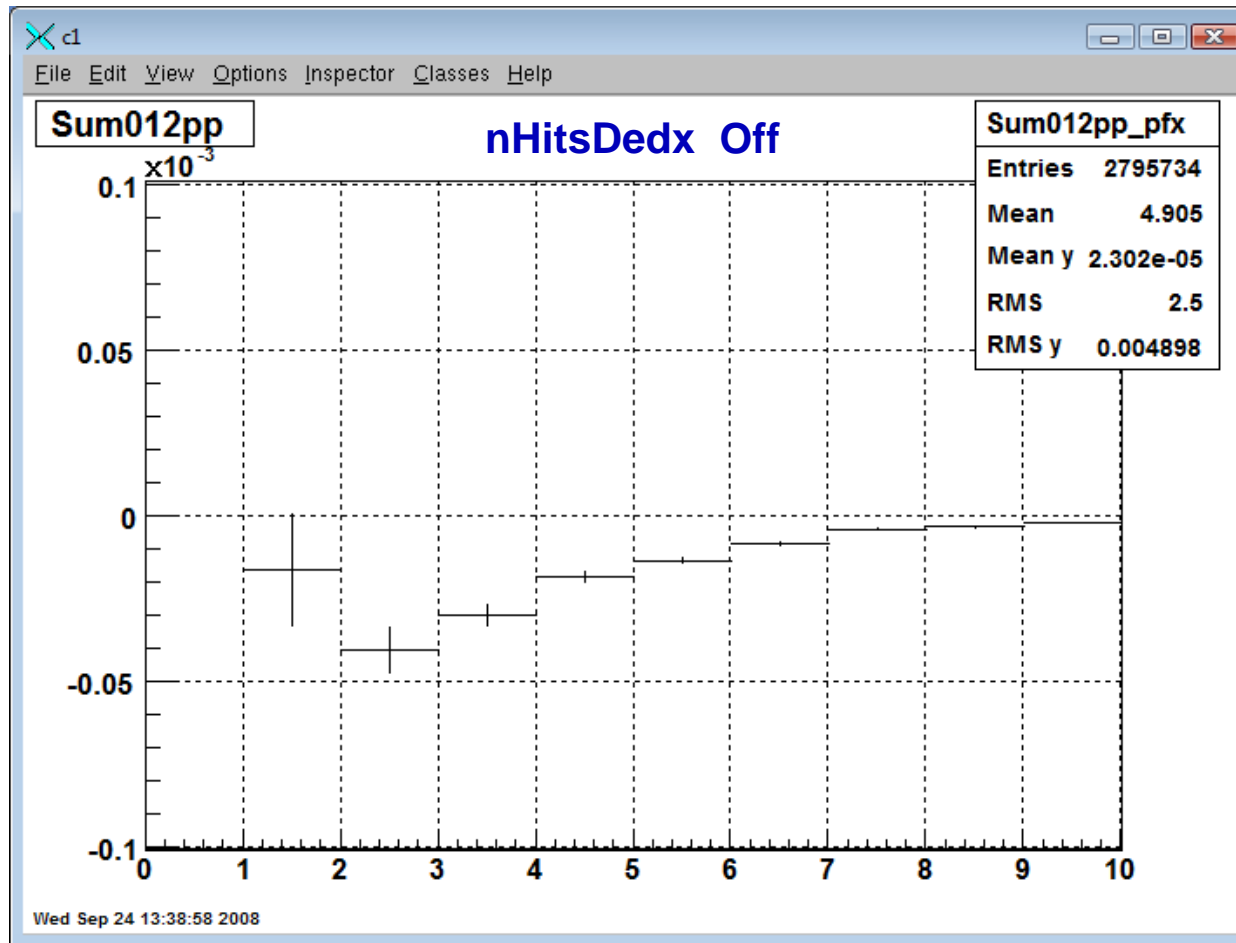 c1
File Edit View Options Inspector Classes Help
Sum012pp
nHitsDedx Off
Sum012pp_pfx
Entries 2795734
Mean 4.905
Mean y 2.302e-05
RMS 2.5
RMS y 0.004898
×10-3
0.1
0.05
0
-0.05
-0.1
0 1 2 3 4 5 6 7 8 9 10
Wed Sep 24 13:38:58 2008